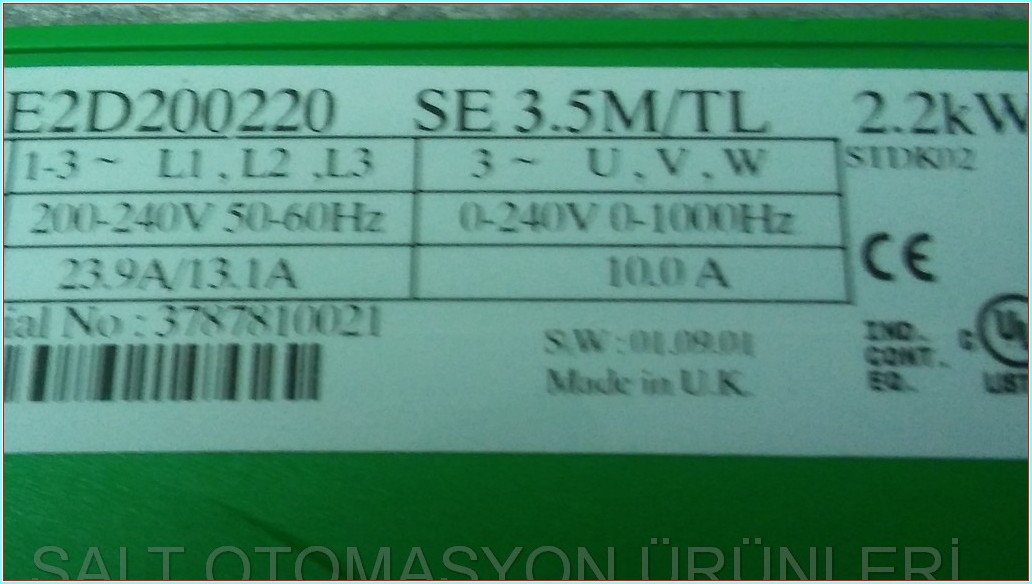 E2D200220 SE 3.5M/TL 2.2kW
1-3 ~ L1 , L2 ,L3 3 ~ U , V , W STDK02
200-240V 50-60Hz 0-240V 0-1000Hz
23.9A/13.1A 10.0 A
CE
ial No : 3787810021
S/W : 01.09.01
Made in U.K.
IND.
CONT.
EQ.
C UL
LIST
SALT OTOMASYON ÜRÜNLERİ